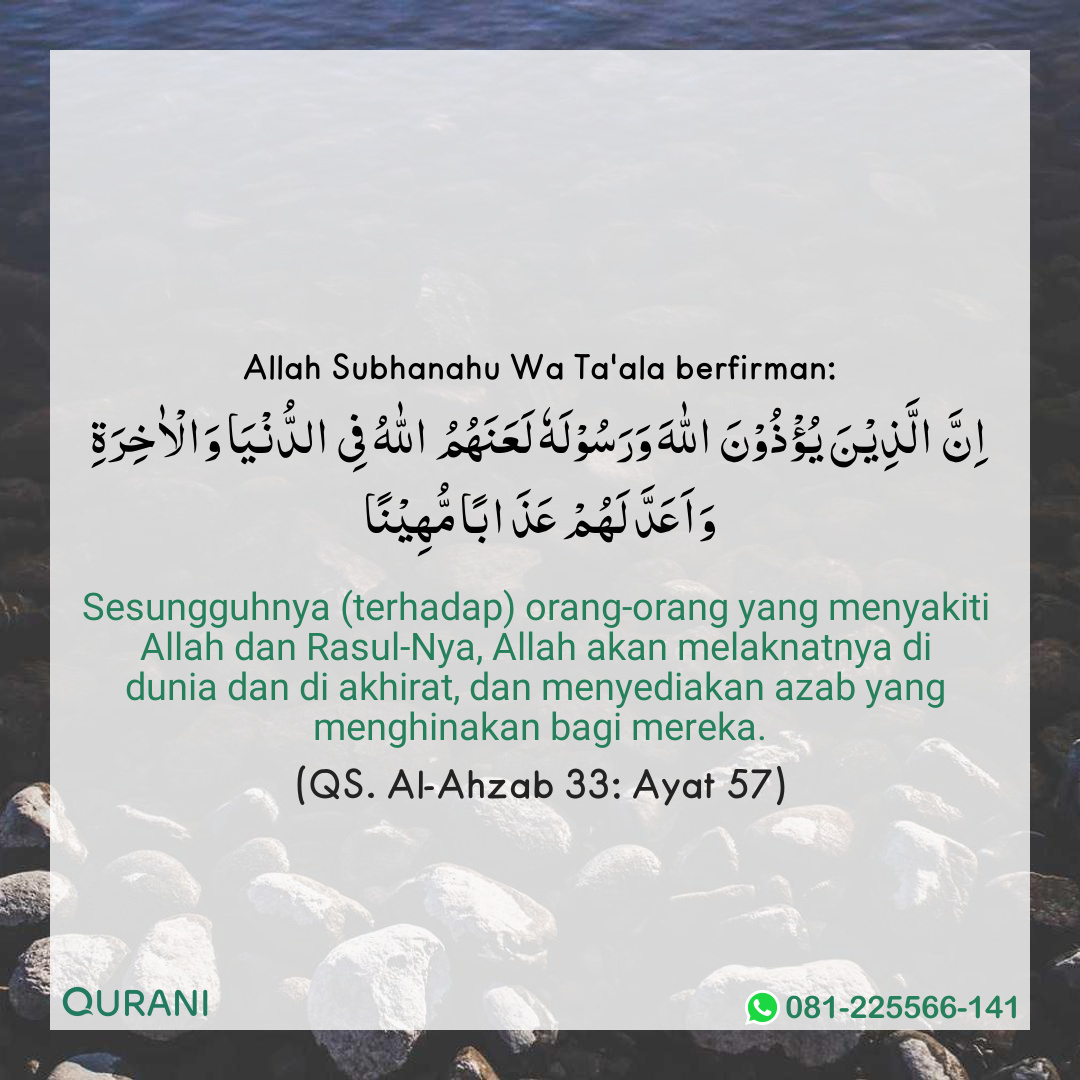 Allah Subhanahu Wa Ta'ala berfirman:
اِنَّ الَّذِيْنَ يُؤْذُوْنَ اللّٰهَ وَرَسُوْلَهٗ لَعَنَهُمُ اللّٰهُ فِى الدُّنْيَا وَالْاٰخِرَةِ
وَاَعَدَّ لَهُمْ عَذَا بًا مُّهِيْنًا
Sesungguhnya (terhadap) orang-orang yang menyakiti
Allah dan Rasul-Nya, Allah akan melaknatnya di
dunia dan di akhirat, dan menyediakan azab yang
menghinakan bagi mereka.
(QS. Al-Ahzab 33: Ayat 57)
QURANI
081-225566-141